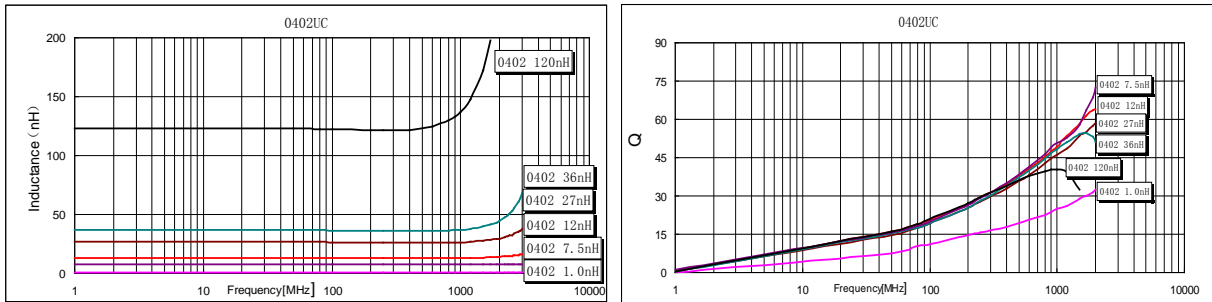 0402UC
200
150
100
50
0
Inductance（nH）
0402 120nH
0402 36nH
0402 27nH
0402 12nH
0402 7.5nH
0402 1.0nH
1
10
100
1000
10000
Frequency[MHz]
0402UC
90
75
60
45
30
15
0
Q
0402 7.5nH
0402 12nH
0402 27nH
0402 36nH
0402 120nH
0402 1.0nH
1
10
100
1000
10000
Frequency[MHz]